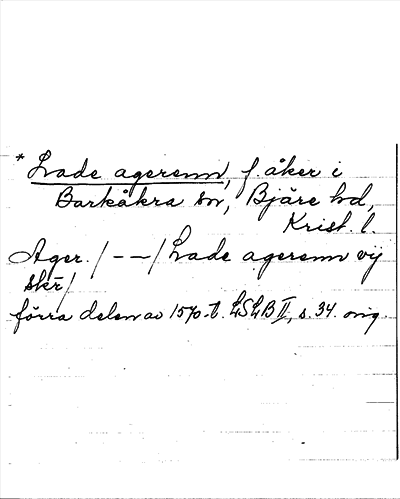 * Lade agerenn, f. åker i
Barkåkra sn, Bjäre hd,
Krist. l.
Ager. / – – / Lade agerenn vij
skr /
förra delen av 1570-t. LSLB II, s. 34. orig.